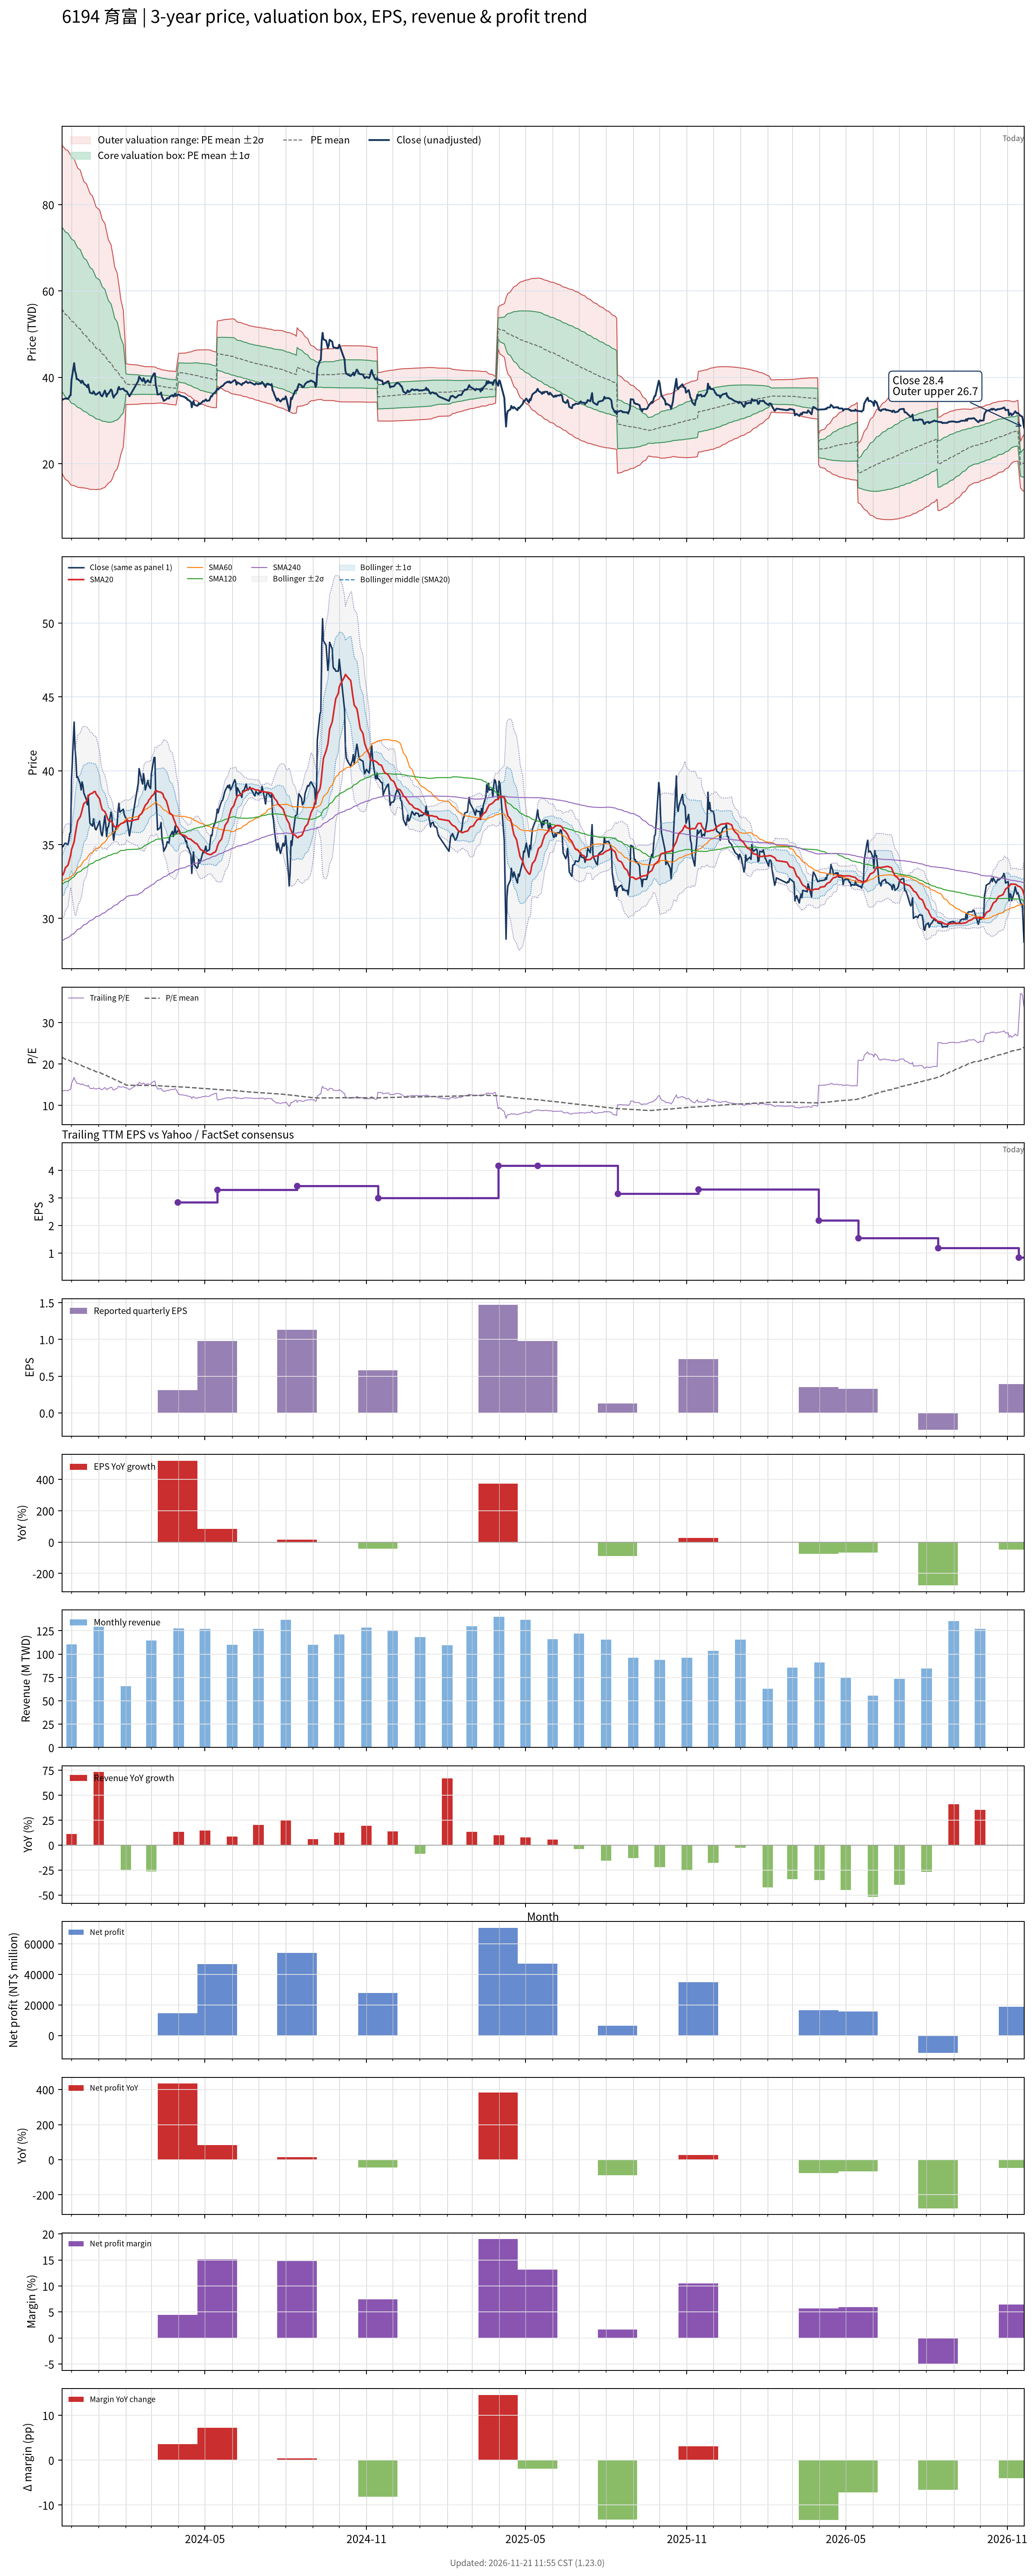 6194 育富 | 3-year price, valuation box, EPS, revenue & profit trend
Outer valuation range: PE mean ±2σ
Core valuation box: PE mean ±1σ
PE mean
Close (unadjusted)
Today
Price (TWD)
80
60
40
20
Close 28.4
Outer upper 26.7
Close (same as panel 1)
SMA20
SMA60
SMA120
SMA240
Bollinger ±2σ
Bollinger ±1σ
Bollinger middle (SMA20)
Price
50
45
40
35
30
Trailing P/E
P/E mean
P/E
30
20
10
Trailing TTM EPS vs Yahoo / FactSet consensus
Today
EPS
4
3
2
1
Reported quarterly EPS
EPS
1.5
1.0
0.5
0.0
EPS YoY growth
YoY (%)
400
200
0
-200
Monthly revenue
Revenue (M TWD)
125
100
75
50
25
0
Revenue YoY growth
YoY (%)
75
50
25
0
-25
-50
Month
Net profit
Net profit (NT$ million)
60000
40000
20000
0
Net profit YoY
YoY (%)
400
200
0
-200
Net profit margin
Margin (%)
20
15
10
5
0
-5
Margin YoY change
Δ margin (pp)
10
0
-10
2024-05
2024-11
2025-05
2025-11
2026-05
2026-11
Updated: 2026-11-21 11:55 CST (1.23.0)